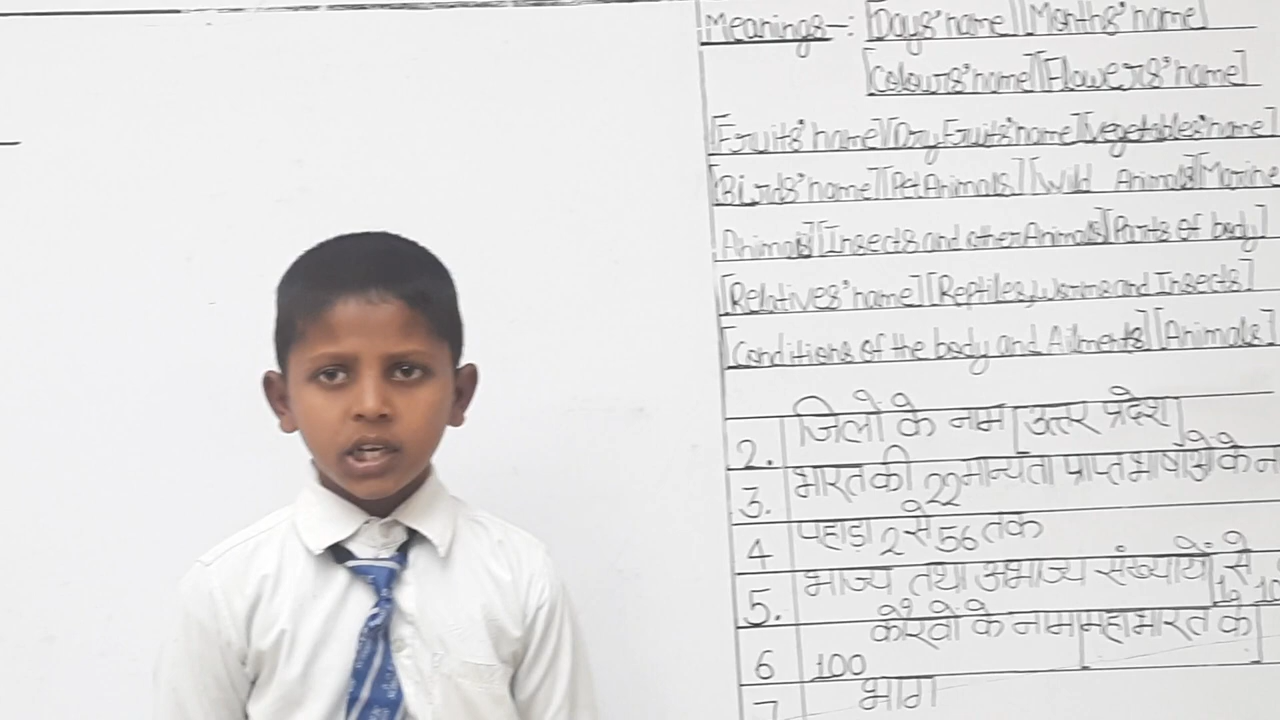 Meanings-: [Days' name][Months' name]
[Colours' name][Flowers' name]
[Fruits' name][Dry Fruits' name][Vegetables' name]
[Birds' name][Pet Animals][Wild Animals][Marine
Animals][Insects and other Animals][Parts of body]
[Relatives' name][Reptiles, Worms and Insects]
[Conditions of the body and Ailments][Animals]
2. जिलों के नाम [उत्तर प्रदेश]
3. भारत की 22 मान्यता प्राप्त भाषाओं के ना
4 पहाड़ा 2 से 56 तक
5. भाज्य तथा अभाज्य संख्यायें
6 100 कौरवों के नाम [महाभारत के]
7 भाग